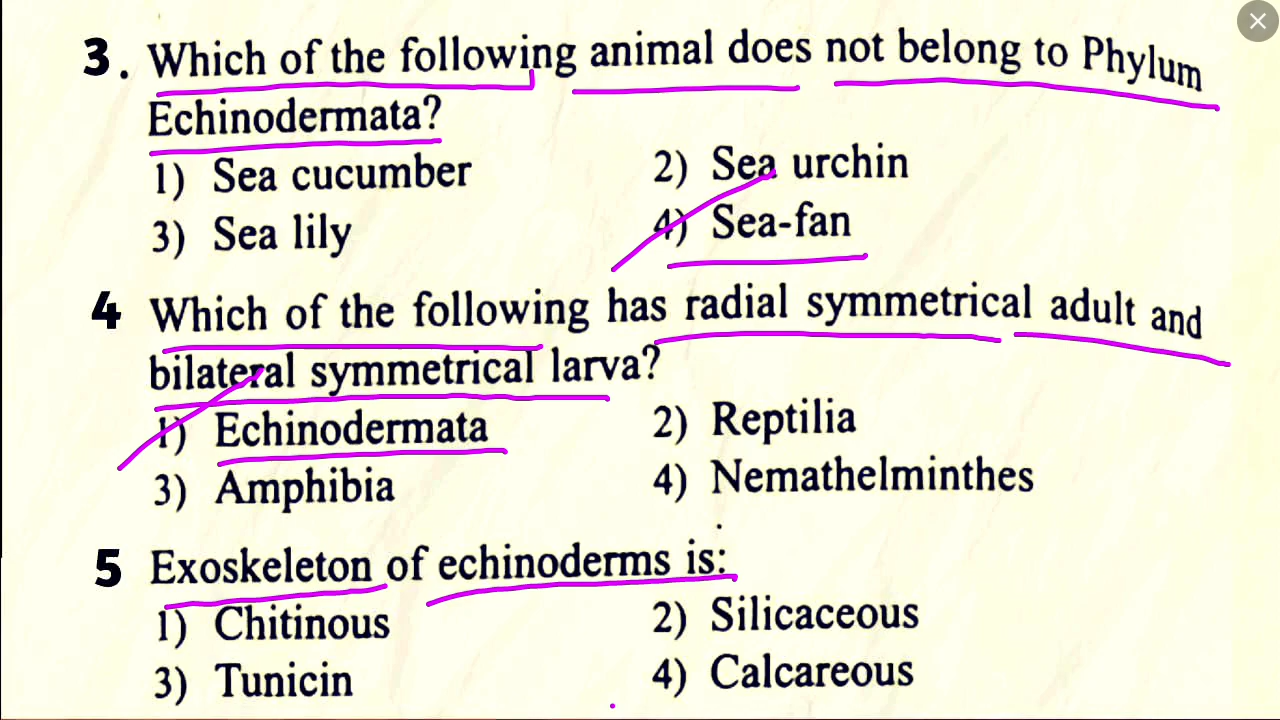 3. Which of the following animal does not belong to Phylum
Echinodermata?
1) Sea cucumber 2) Sea urchin
3) Sea lily 4) Sea-fan
4 Which of the following has radial symmetrical adult and
bilateral symmetrical larva?
1) Echinodermata 2) Reptilia
3) Amphibia 4) Nemathelminthes
5 Exoskeleton of echinoderms is:
1) Chitinous 2) Silicaceous
3) Tunicin 4) Calcareous